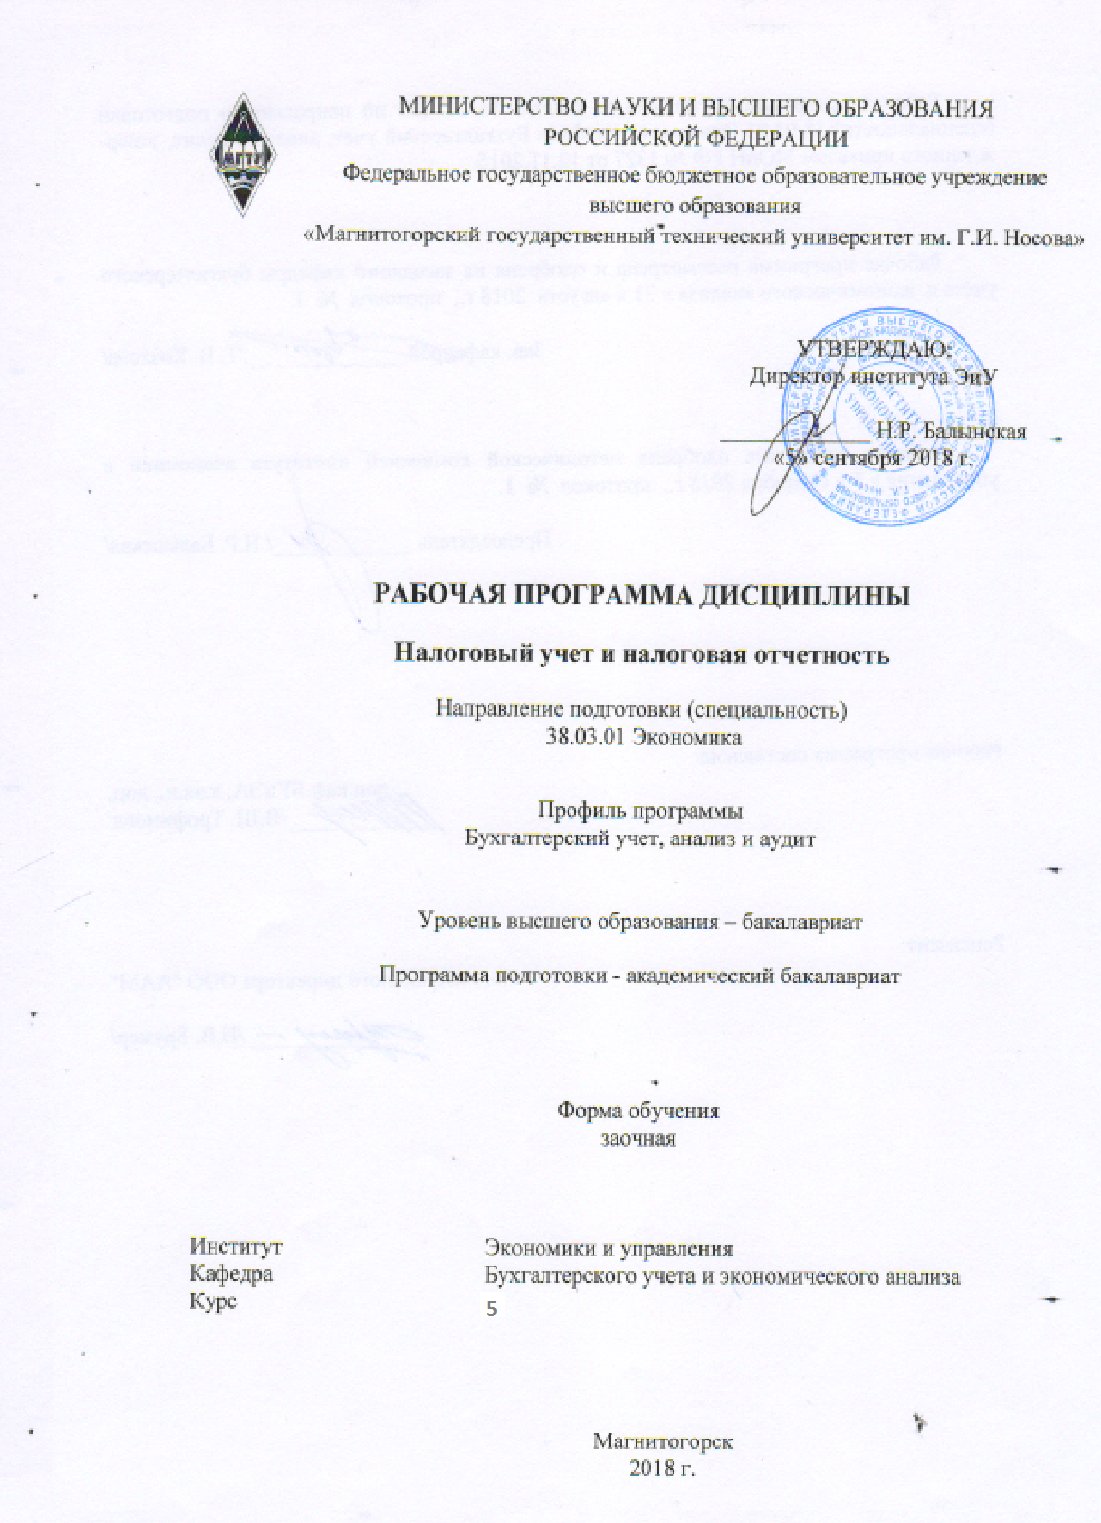 МГТУ
МИНИСТЕРСТВО НАУКИ И ВЫСШЕГО ОБРАЗОВАНИЯ
РОССИЙСКОЙ ФЕДЕРАЦИИ
Федеральное государственное бюджетное образовательное учреждение
высшего образования
«Магнитогорский государственный технический университет им. Г.И. Носова»
УТВЕРЖДАЮ:
Директор института ЭиУ
Н.Р. Балынская
«5» сентября 2018 г.
РАБОЧАЯ ПРОГРАММА ДИСЦИПЛИНЫ
Налоговый учет и налоговая отчетность
Направление подготовки (специальность)
38.03.01 Экономика
Профиль программы
Бухгалтерский учет, анализ и аудит
Уровень высшего образования – бакалавриат
Программа подготовки - академический бакалавриат
Форма обучения
заочная
Институт Экономики и управления
Кафедра Бухгалтерского учета и экономического анализа
Курс 5
Магнитогорск
2018 г.